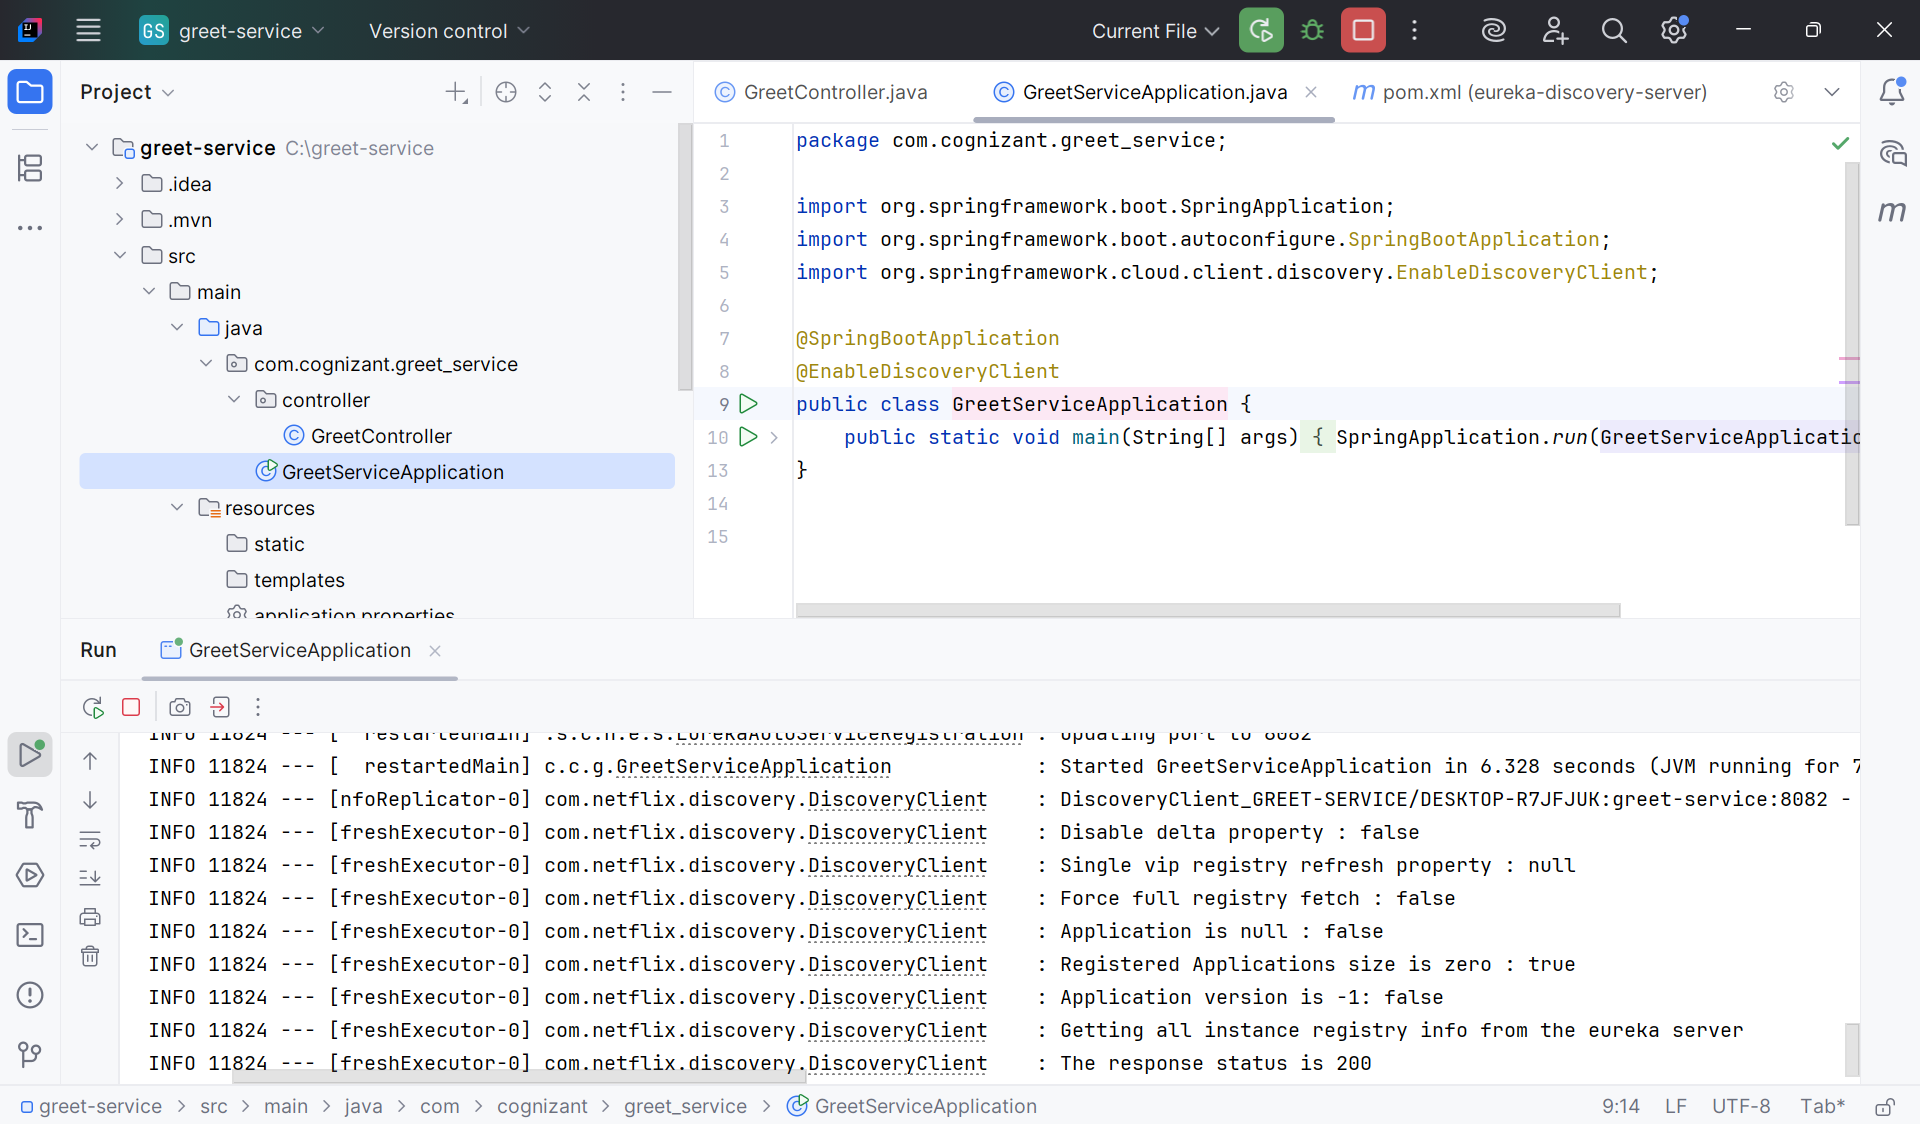 GS greet-service Version control Current File
Project
GreetController.java GreetServiceApplication.java m pom.xml (eureka-discovery-server)
greet-service C:\greet-service
.idea
.mvn
src
main
java
com.cognizant.greet_service
controller
GreetController
GreetServiceApplication
resources
static
templates
application.properties
1 package com.cognizant.greet_service;
2
3 import org.springframework.boot.SpringApplication;
4 import org.springframework.boot.autoconfigure.SpringBootApplication;
5 import org.springframework.cloud.client.discovery.EnableDiscoveryClient;
6
7 @SpringBootApplication
8 @EnableDiscoveryClient
9 public class GreetServiceApplication {
10 public static void main(String[] args) { SpringApplication.run(GreetServiceApplicatio
13 }
14
15
Run GreetServiceApplication
INFO 11824 --- [  restartedMain] .s.c.n.e.s.EurekaAutoServiceRegistration : Updating port to 8082
INFO 11824 --- [  restartedMain] c.c.g.GreetServiceApplication : Started GreetServiceApplication in 6.328 seconds (JVM running for 7
INFO 11824 --- [nfoReplicator-0] com.netflix.discovery.DiscoveryClient : DiscoveryClient_GREET-SERVICE/DESKTOP-R7JFJUK:greet-service:8082 -
INFO 11824 --- [freshExecutor-0] com.netflix.discovery.DiscoveryClient : Disable delta property : false
INFO 11824 --- [freshExecutor-0] com.netflix.discovery.DiscoveryClient : Single vip registry refresh property : null
INFO 11824 --- [freshExecutor-0] com.netflix.discovery.DiscoveryClient : Force full registry fetch : false
INFO 11824 --- [freshExecutor-0] com.netflix.discovery.DiscoveryClient : Application is null : false
INFO 11824 --- [freshExecutor-0] com.netflix.discovery.DiscoveryClient : Registered Applications size is zero : true
INFO 11824 --- [freshExecutor-0] com.netflix.discovery.DiscoveryClient : Application version is -1: false
INFO 11824 --- [freshExecutor-0] com.netflix.discovery.DiscoveryClient : Getting all instance registry info from the eureka server
INFO 11824 --- [freshExecutor-0] com.netflix.discovery.DiscoveryClient : The response status is 200
greet-service > src > main > java > com > cognizant > greet_service > GreetServiceApplication 9:14 LF UTF-8 Tab*